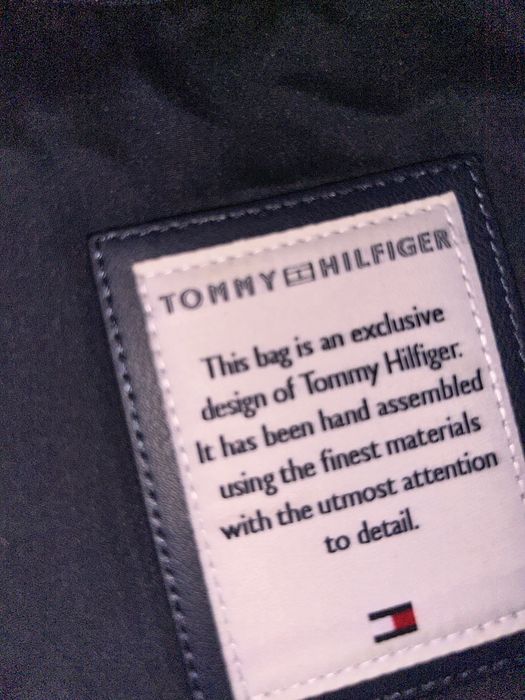 TOMMY HILFIGER
This bag is an exclusive
design of Tommy Hilfiger.
It has been hand assembled
using the finest materials
with the utmost attention
to detail.